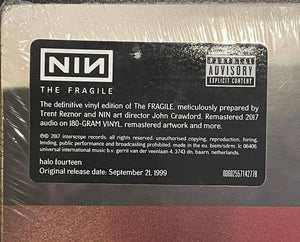 NIN
THE FRAGILE
PARENTAL
ADVISORY
EXPLICIT CONTENT
The definitive vinyl edition of The FRAGILE, meticulously prepared by
Trent Reznor and NIN art director John Crawford. Remastered 2017
audio on 180-GRAM VINYL, remastered artwork and more.
©℗ 2017 interscope records. all rights reserved. unauthorised copying, reproduction, hiring,
lending, public performance and broadcasting prohibited. made in eu. biem/sdrm. lc 06406
universal international music b.v. gerrit van der veenlaan 4, 3743 dn, baarn, netherlands.
halo fourteen
Original release date: September 21, 1999
00602557142778